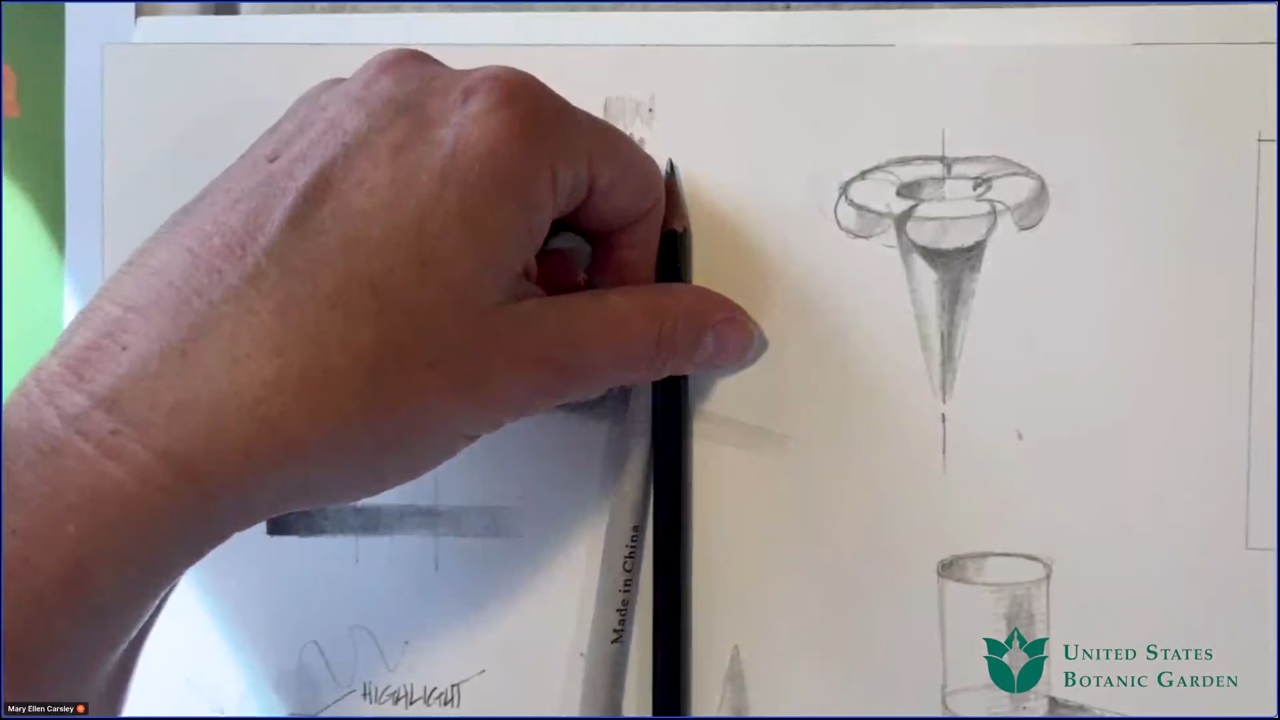 Made in China
HIGHLIGHT
UNITED STATES
BOTANIC GARDEN
Mary Ellen Carsley